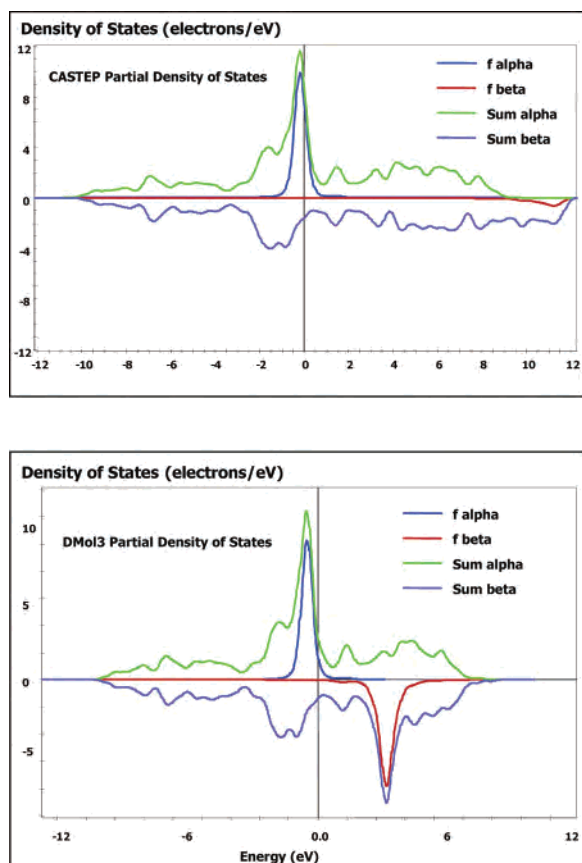 Density of States (electrons/eV)
12
CASTEP Partial Density of States
f alpha
f beta
Sum alpha
Sum beta
8
4
0
-4
-8
-12
-12 -10 -8 -6 -4 -2 0 2 4 6 8 10 12
Density of States (electrons/eV)
10
DMol3 Partial Density of States
f alpha
f beta
Sum alpha
Sum beta
5
0
-5
-12 -6 0.0 6 12
Energy (eV)